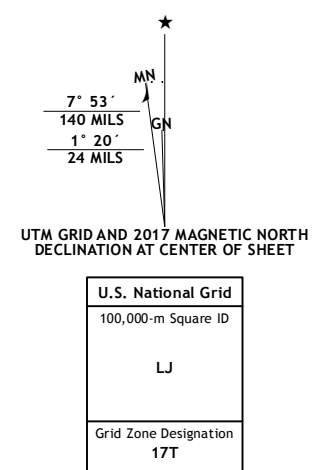 ★
MN
7° 53´
140 MILS
GN
1° 20´
24 MILS
UTM GRID AND 2017 MAGNETIC NORTH
DECLINATION AT CENTER OF SHEET
U.S. National Grid
100,000-m Square ID
LJ
Grid Zone Designation
17T